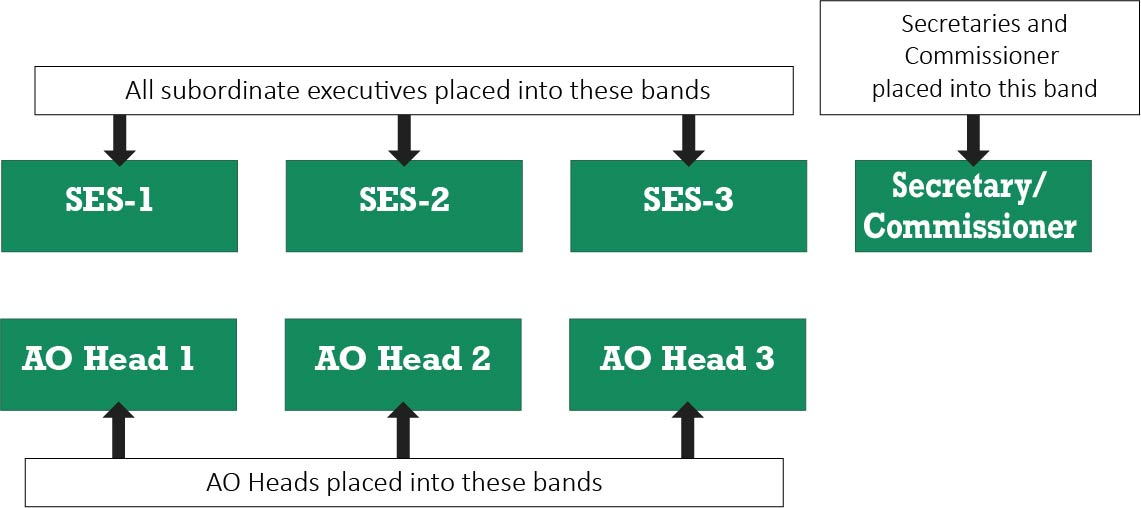 Secretaries and
Commissioner
placed into this band
All subordinate executives placed into these bands
SES-1
SES-2
SES-3
Secretary/
Commissioner
AO Head 1
AO Head 2
AO Head 3
AO Heads placed into these bands